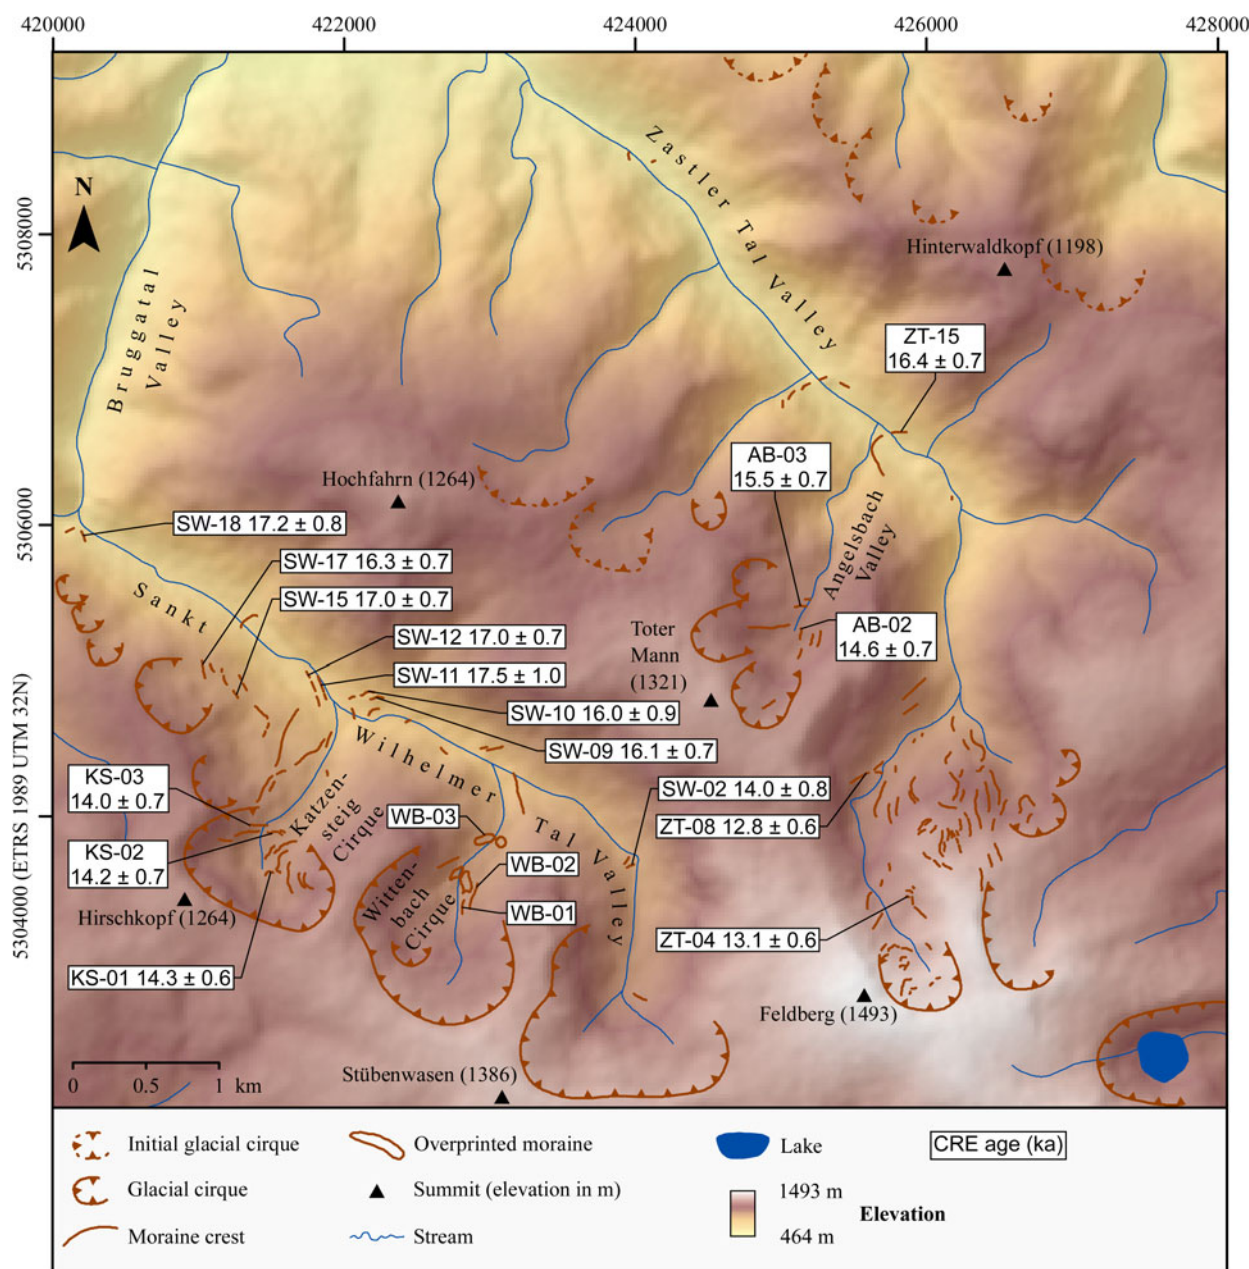 420000 422000 424000 426000 428000
5308000
5306000
5304000 (ETRS 1989 UTM 32N)
N
Bruggatal
Valley
Zastler Tal Valley
Hinterwaldkopf (1198)
ZT-15
16.4 ± 0.7
AB-03
15.5 ± 0.7
Hochfahrn (1264)
Angelsbach
Valley
SW-18 17.2 ± 0.8
SW-17 16.3 ± 0.7
SW-15 17.0 ± 0.7
SW-12 17.0 ± 0.7
SW-11 17.5 ± 1.0
SW-10 16.0 ± 0.9
SW-09 16.1 ± 0.7
Toter
Mann
(1321)
AB-02
14.6 ± 0.7
Sankt
Wilhelmer
Tal Valley
KS-03
14.0 ± 0.7
KS-02
14.2 ± 0.7
Katzen-
steig
Cirque
WB-03
SW-02 14.0 ± 0.8
ZT-08 12.8 ± 0.6
WB-02
WB-01
Witten-
bach
Cirque
Hirschkopf (1264)
KS-01 14.3 ± 0.6
ZT-04 13.1 ± 0.6
Feldberg (1493)
Stübenwasen (1386)
0 0.5 1 km
Initial glacial cirque
Glacial cirque
Moraine crest
Overprinted moraine
Summit (elevation in m)
Stream
Lake
1493 m
464 m
Elevation
CRE age (ka)